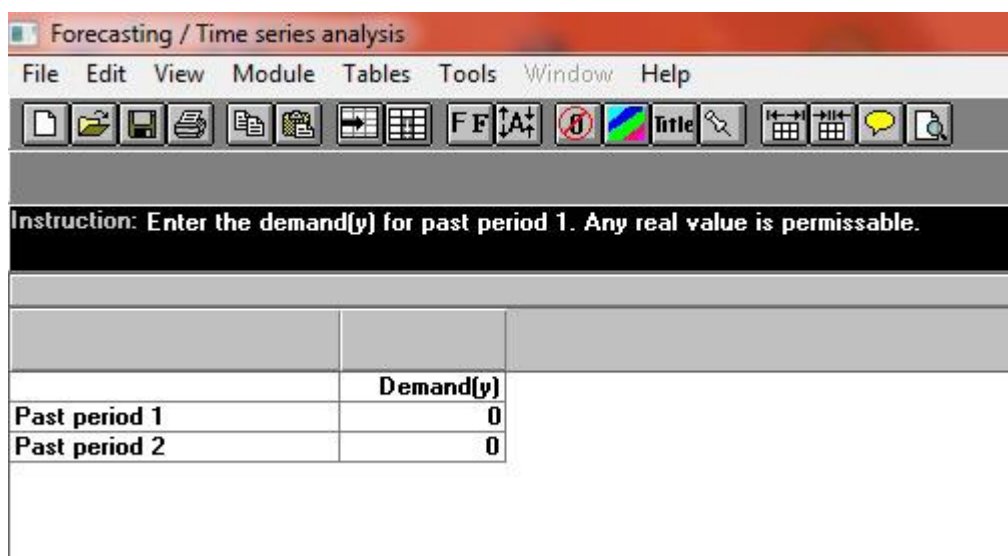 Forecasting / Time series analysis
File Edit View Module Tables Tools Window Help
F F A Title
Instruction: Enter the demand(y) for past period 1. Any real value is permissable.
Demand(y)
Past period 1 0
Past period 2 0